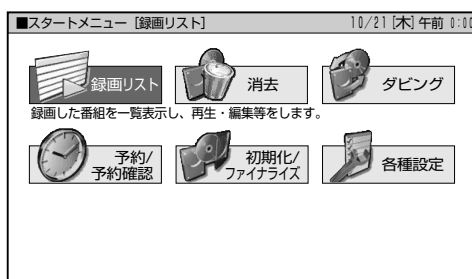 ■スタートメニュー [録画リスト] 10/21 [木] 午前 0:00
録画リスト 消去 ダビング
録画した番組を一覧表示し、再生・編集等をします。
予約/ 初期化/ 各種設定
予約確認 ファイナライズ